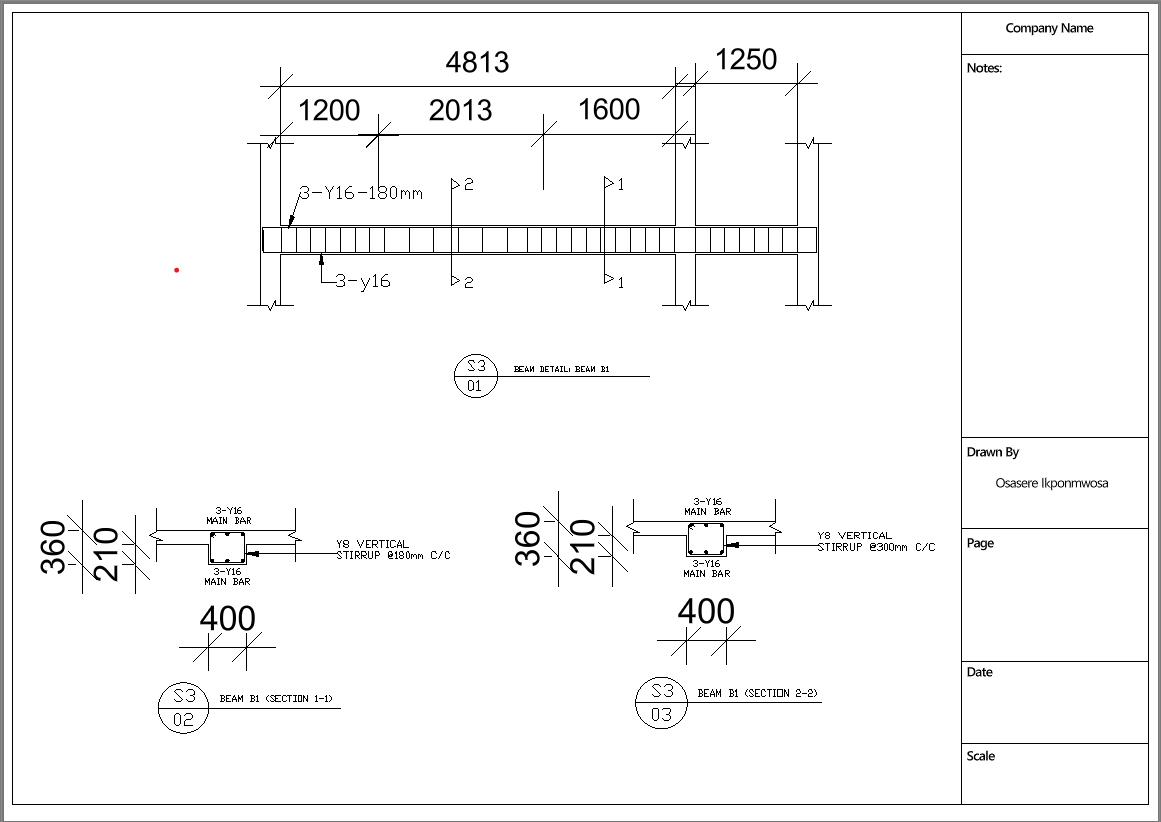 Company Name
Notes:
4813
1250
1200
2013
1600
3-Y16-180mm
2
1
3-y16
2
1
S3
01
BEAM DETAIL: BEAM B1
360
210
3-Y16
MAIN BAR
Y8 VERTICAL
STIRRUP @180mm C/C
3-Y16
MAIN BAR
400
S3
02
BEAM B1 (SECTION 1-1)
360
210
3-Y16
MAIN BAR
Y8 VERTICAL
STIRRUP @300mm C/C
3-Y16
MAIN BAR
400
S3
03
BEAM B1 (SECTION 2-2)
Drawn By
Osasere Ikponmwosa
Page
Date
Scale